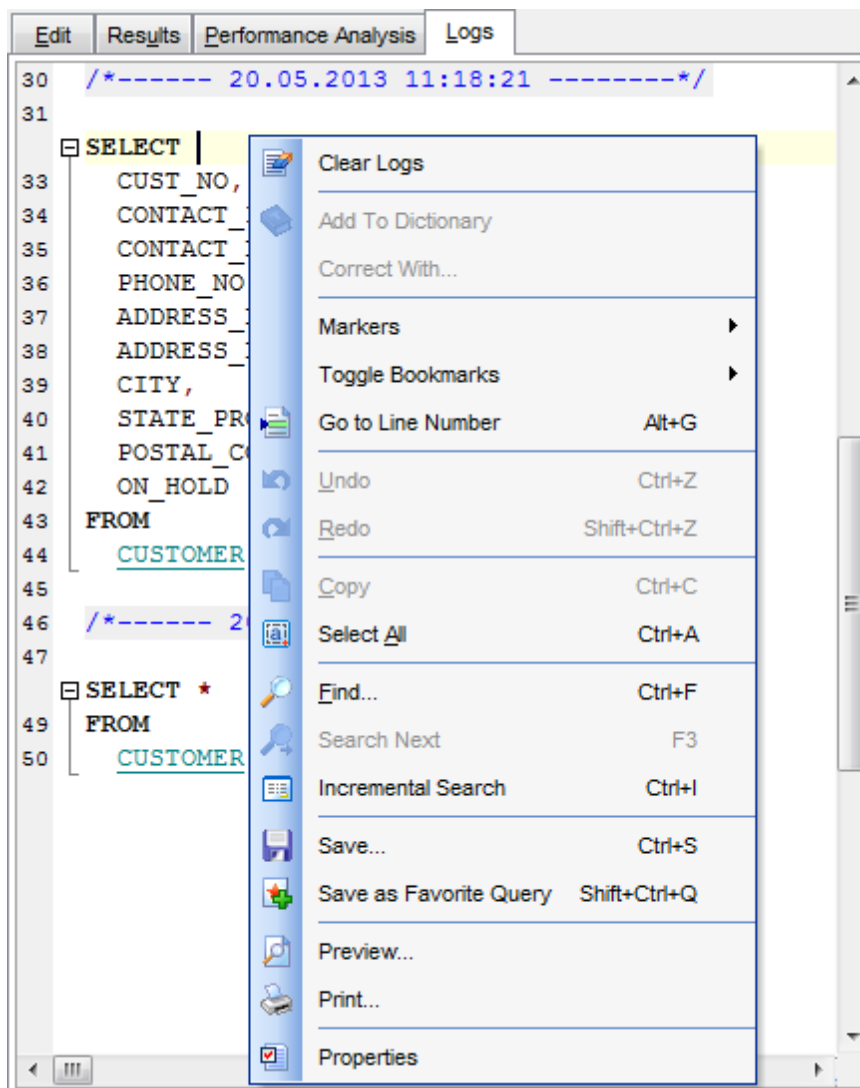 Edit Results Performance Analysis Logs
30 /*------ 20.05.2013 11:18:21 --------*/
31
SELECT
33 CUST_NO,
34 CONTACT_
35 CONTACT_
36 PHONE_NO
37 ADDRESS_
38 ADDRESS_
39 CITY,
40 STATE_PRO
41 POSTAL_CO
42 ON_HOLD
43 FROM
44 CUSTOMER
45
46 /*------ 20
47
SELECT *
49 FROM
50 CUSTOMER
Clear Logs
Add To Dictionary
Correct With...
Markers
Toggle Bookmarks
Go to Line Number Alt+G
Undo Ctrl+Z
Redo Shift+Ctrl+Z
Copy Ctrl+C
Select All Ctrl+A
Find... Ctrl+F
Search Next F3
Incremental Search Ctrl+I
Save... Ctrl+S
Save as Favorite Query Shift+Ctrl+Q
Preview...
Print...
Properties